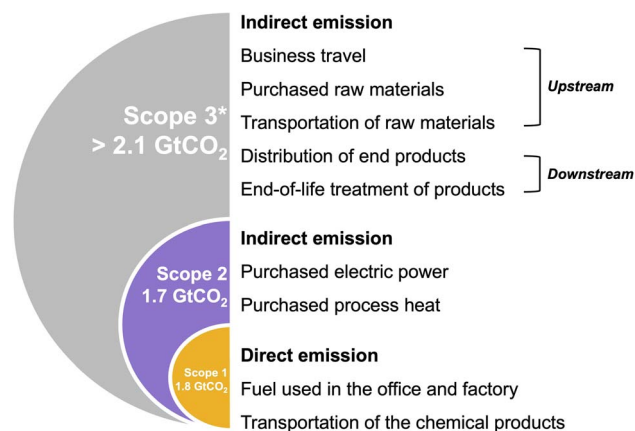 Indirect emission
Business travel
Purchased raw materials
Upstream
Transportation of raw materials
Scope 3*
> 2.1 GtCO₂
Distribution of end products
Downstream
End-of-life treatment of products
Indirect emission
Scope 2
1.7 GtCO₂
Purchased electric power
Purchased process heat
Direct emission
Scope 1
1.8 GtCO₂
Fuel used in the office and factory
Transportation of the chemical products